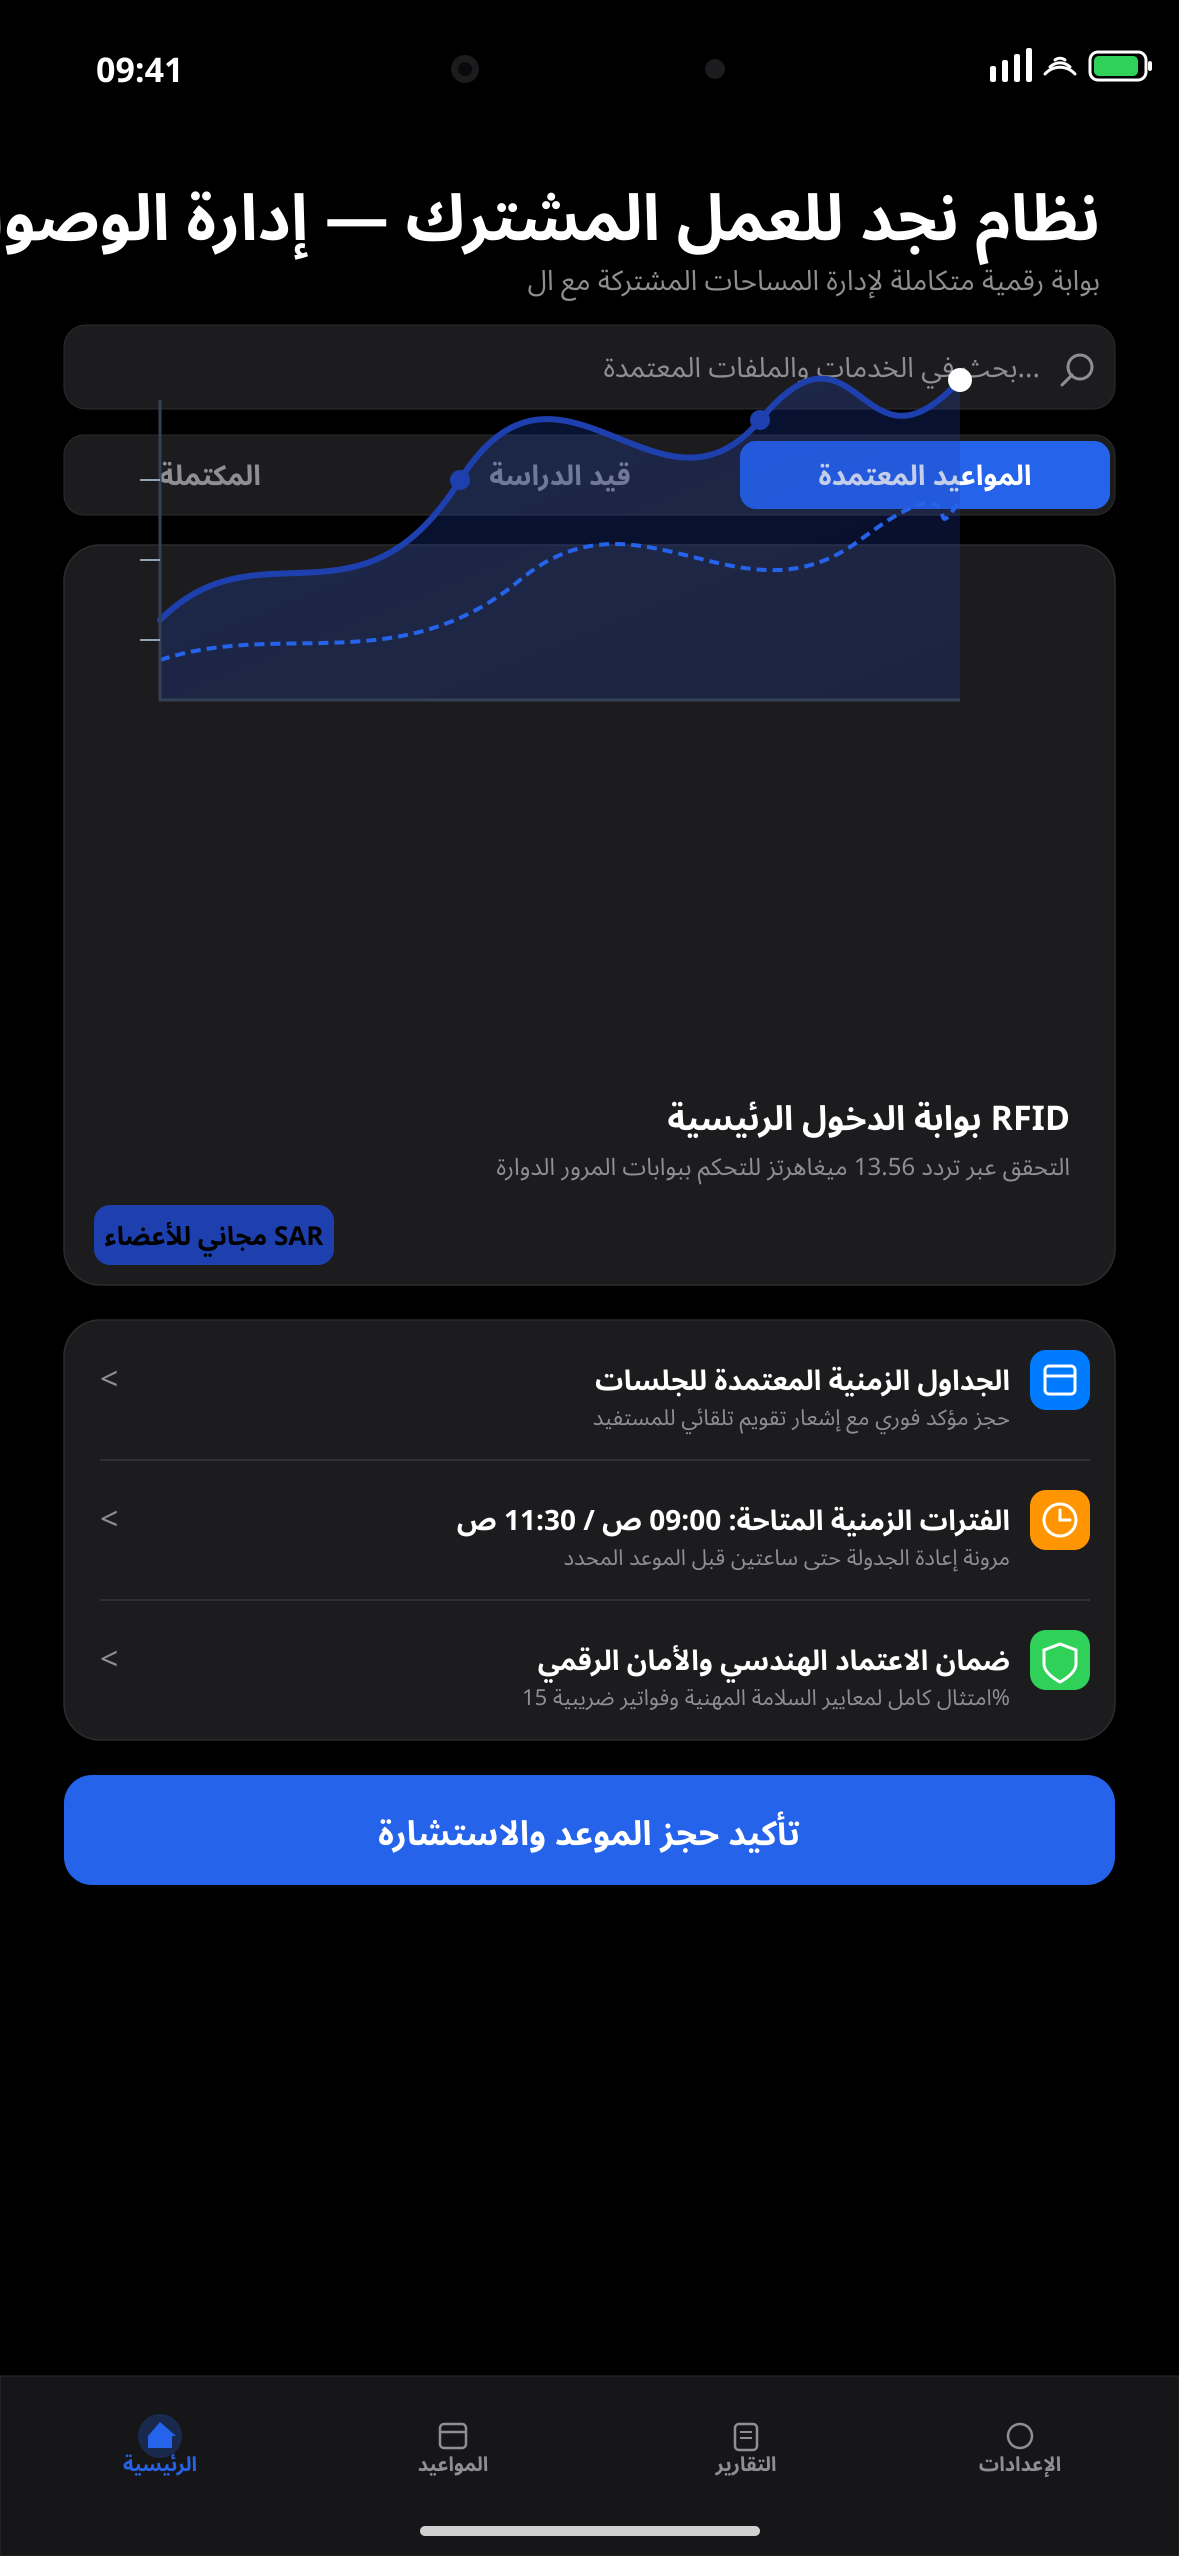 09:41
نظام نجد للعمل المشترك — إدارة
بوابة رقمية متكاملة لإدارة المساحات المشتركة مع ال
بحث في الخدمات والملفات المعتمدة...
المواعيد المعتمدة
قيد الدراسة
المكتملة
RFID بوابة الدخول الرئيسية
التحقق عبر تردد 13.56 ميغاهرتز للتحكم ببوابات المرور الدوارة
SAR مجاني للأعضاء
الجداول الزمنية المعتمدة للجلسات
حجز مؤكد فوري مع إشعار تقويم تلقائي للمستفيد
الفترات الزمنية المتاحة: 09:00 ص / 11:30 ص
مرونة إعادة الجدولة حتى ساعتين قبل الموعد المحدد
ضمان الاعتماد الهندسي والأمان الرقمي
%امتثال كامل لمعايير السلامة المهنية وفواتير ضريبية 15
تأكيد حجز الموعد والاستشارة
الإعدادات
التقارير
المواعيد
الرئيسية